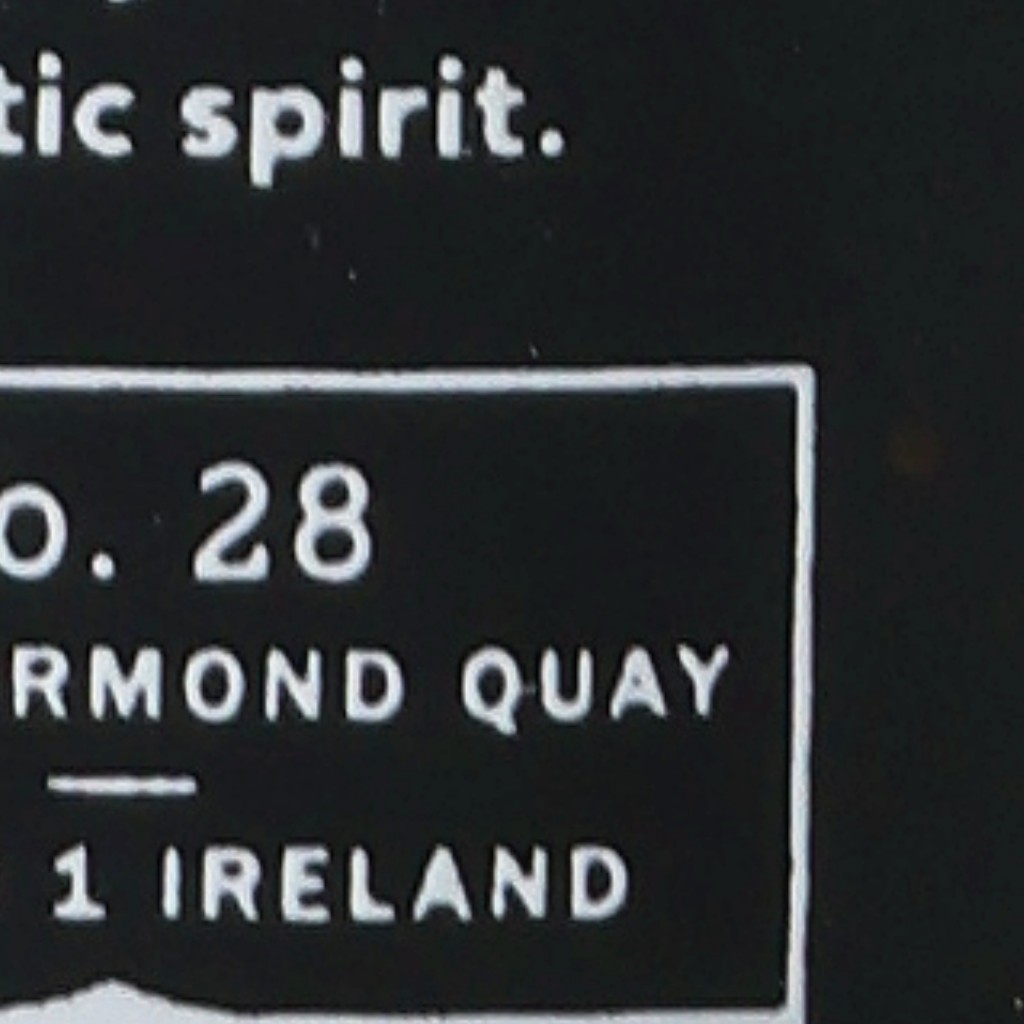 tic spirit.
o. 28
RMOND QUAY
1 IRELAND